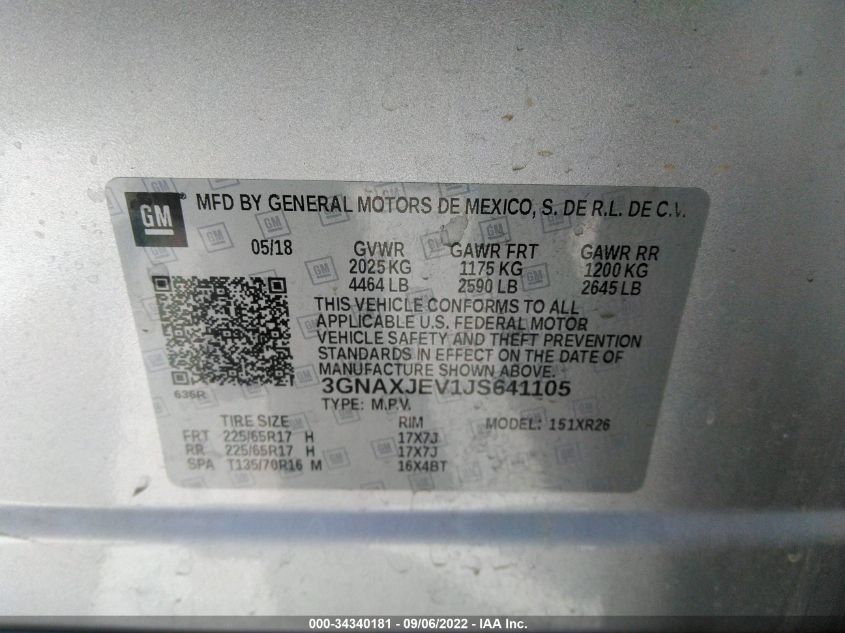 GM
MFD BY GENERAL MOTORS DE MEXICO, S. DE R.L. DE C.V.
05/18 GVWR GAWR FRT GAWR RR
2025 KG 1175 KG 1200 KG
4464 LB 2590 LB 2645 LB
THIS VEHICLE CONFORMS TO ALL
APPLICABLE U.S. FEDERAL MOTOR
VEHICLE SAFETY AND THEFT PREVENTION
STANDARDS IN EFFECT ON THE DATE OF
MANUFACTURE SHOWN ABOVE.
636R 3GNAXJEV1JS641105
TYPE: M.P.V.
TIRE SIZE RIM MODEL: 151XR26
FRT 225/65R17 H 17X7J
RR 225/65R17 H 17X7J
SPA T135/70R16 M 16X4BT
000-34340181 - 09/06/2022 - IAA Inc.